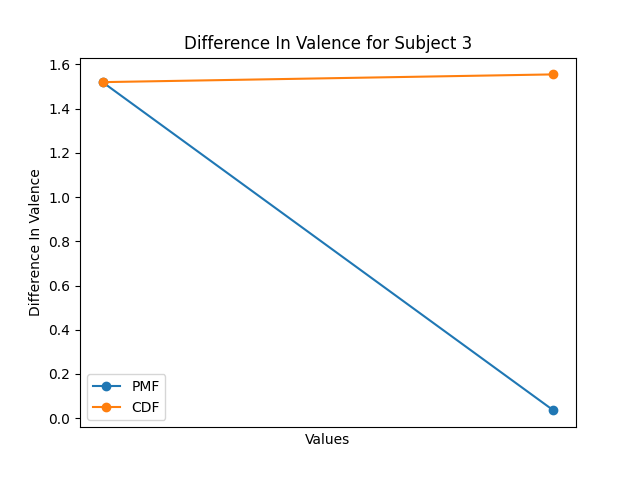 Difference In Valence for Subject 3
Difference In Valence
1.6
1.4
1.2
1.0
0.8
0.6
0.4
0.2
0.0
PMF
CDF
Values